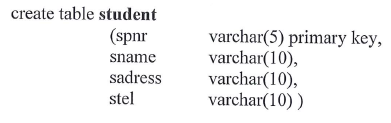 create table student
(spnr varchar(5) primary key,
sname varchar(10),
sadress varchar(10),
stel varchar(10) )